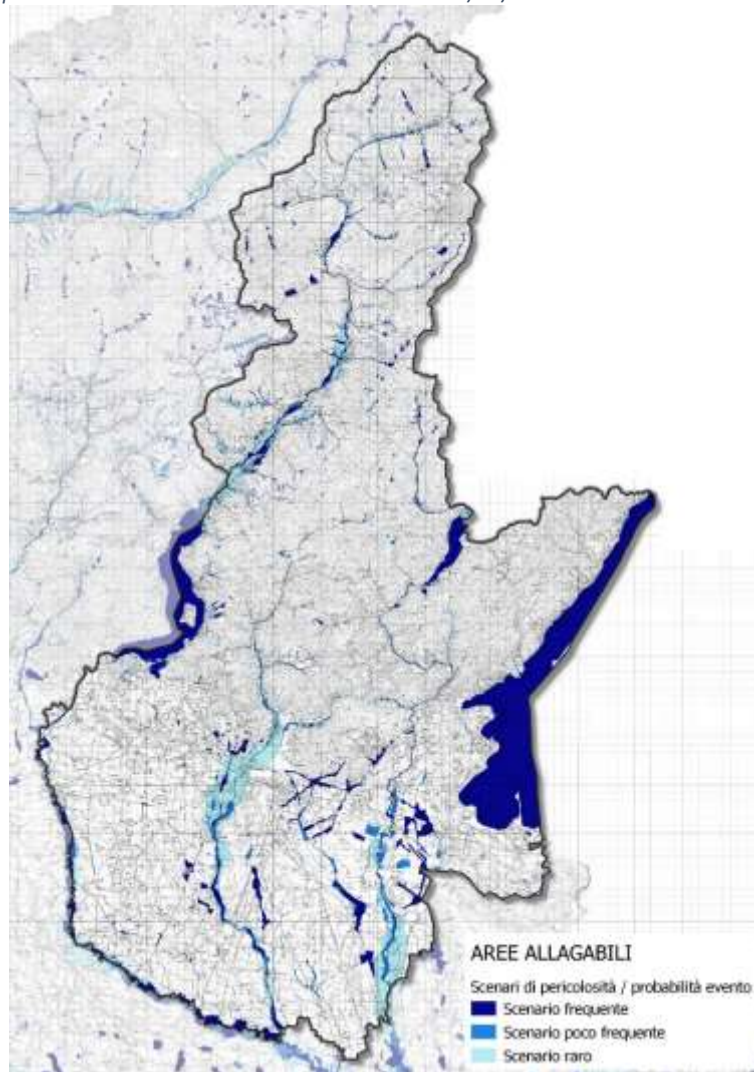 AREE ALLAGABILI
Scenari di pericolosità / probabilità evento
Scenario frequente
Scenario poco frequente
Scenario raro